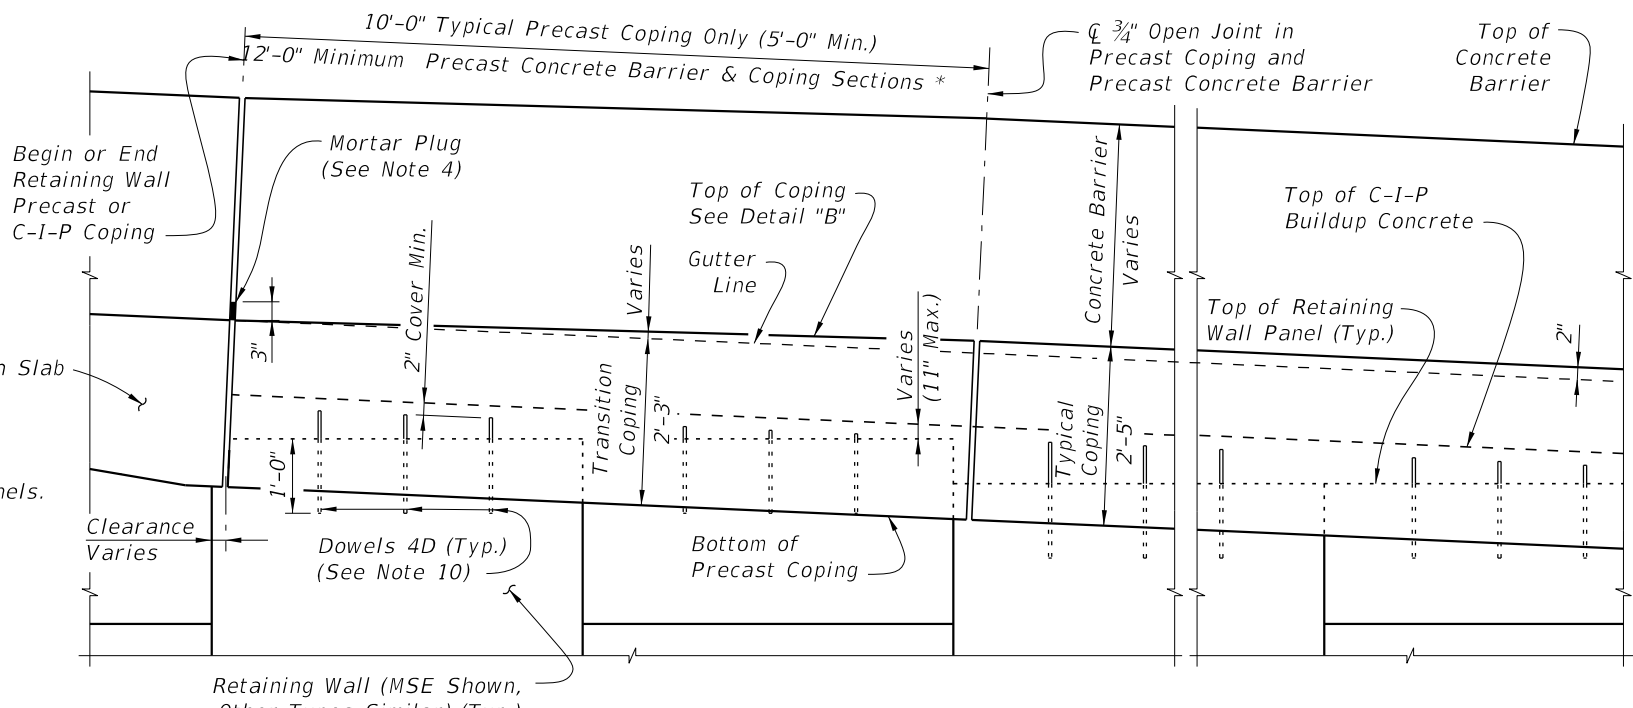 10'-0" Typical Precast Coping Only (5'-0" Min.)
12'-0" Minimum Precast Concrete Barrier & Coping Sections *
℄ ¾" Open Joint in
Precast Coping and
Precast Concrete Barrier
Top of
Concrete
Barrier
Begin or End
Retaining Wall
Precast or
C-I-P Coping
Mortar Plug
(See Note 4)
2" Cover Min.
Top of Coping
See Detail "B"
Gutter
Line
Varies
Concrete Barrier
Varies
Top of C-I-P
Buildup Concrete
Top of Retaining
Wall Panel (Typ.)
2"
3"
Slab
Transition
Coping
2'-3"
Varies
(11" Max.)
Typical
Coping
2'-5"
1'-0"
Clearance
Varies
Dowels 4D (Typ.)
(See Note 10)
Bottom of
Precast Coping
Retaining Wall (MSE Shown,